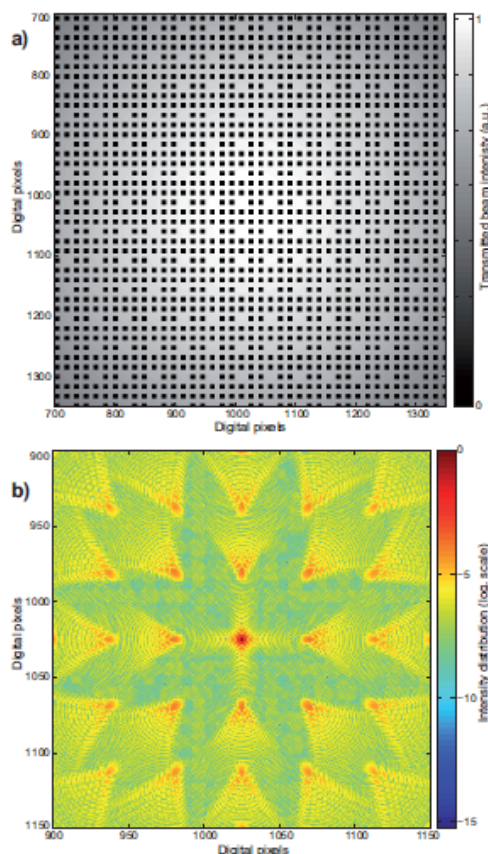 a)
700
800
900
1000
1100
1200
1300
Digital pixels
700 800 900 1000 1100 1200 1300
Digital pixels
1
0
Transmitted beam intenisty (a.u.)
b)
900
950
1000
1050
1100
1150
Digital pixels
900 950 1000 1050 1100 1150
Digital pixels
0
-5
-10
-15
Intensity distribution (log. scale)